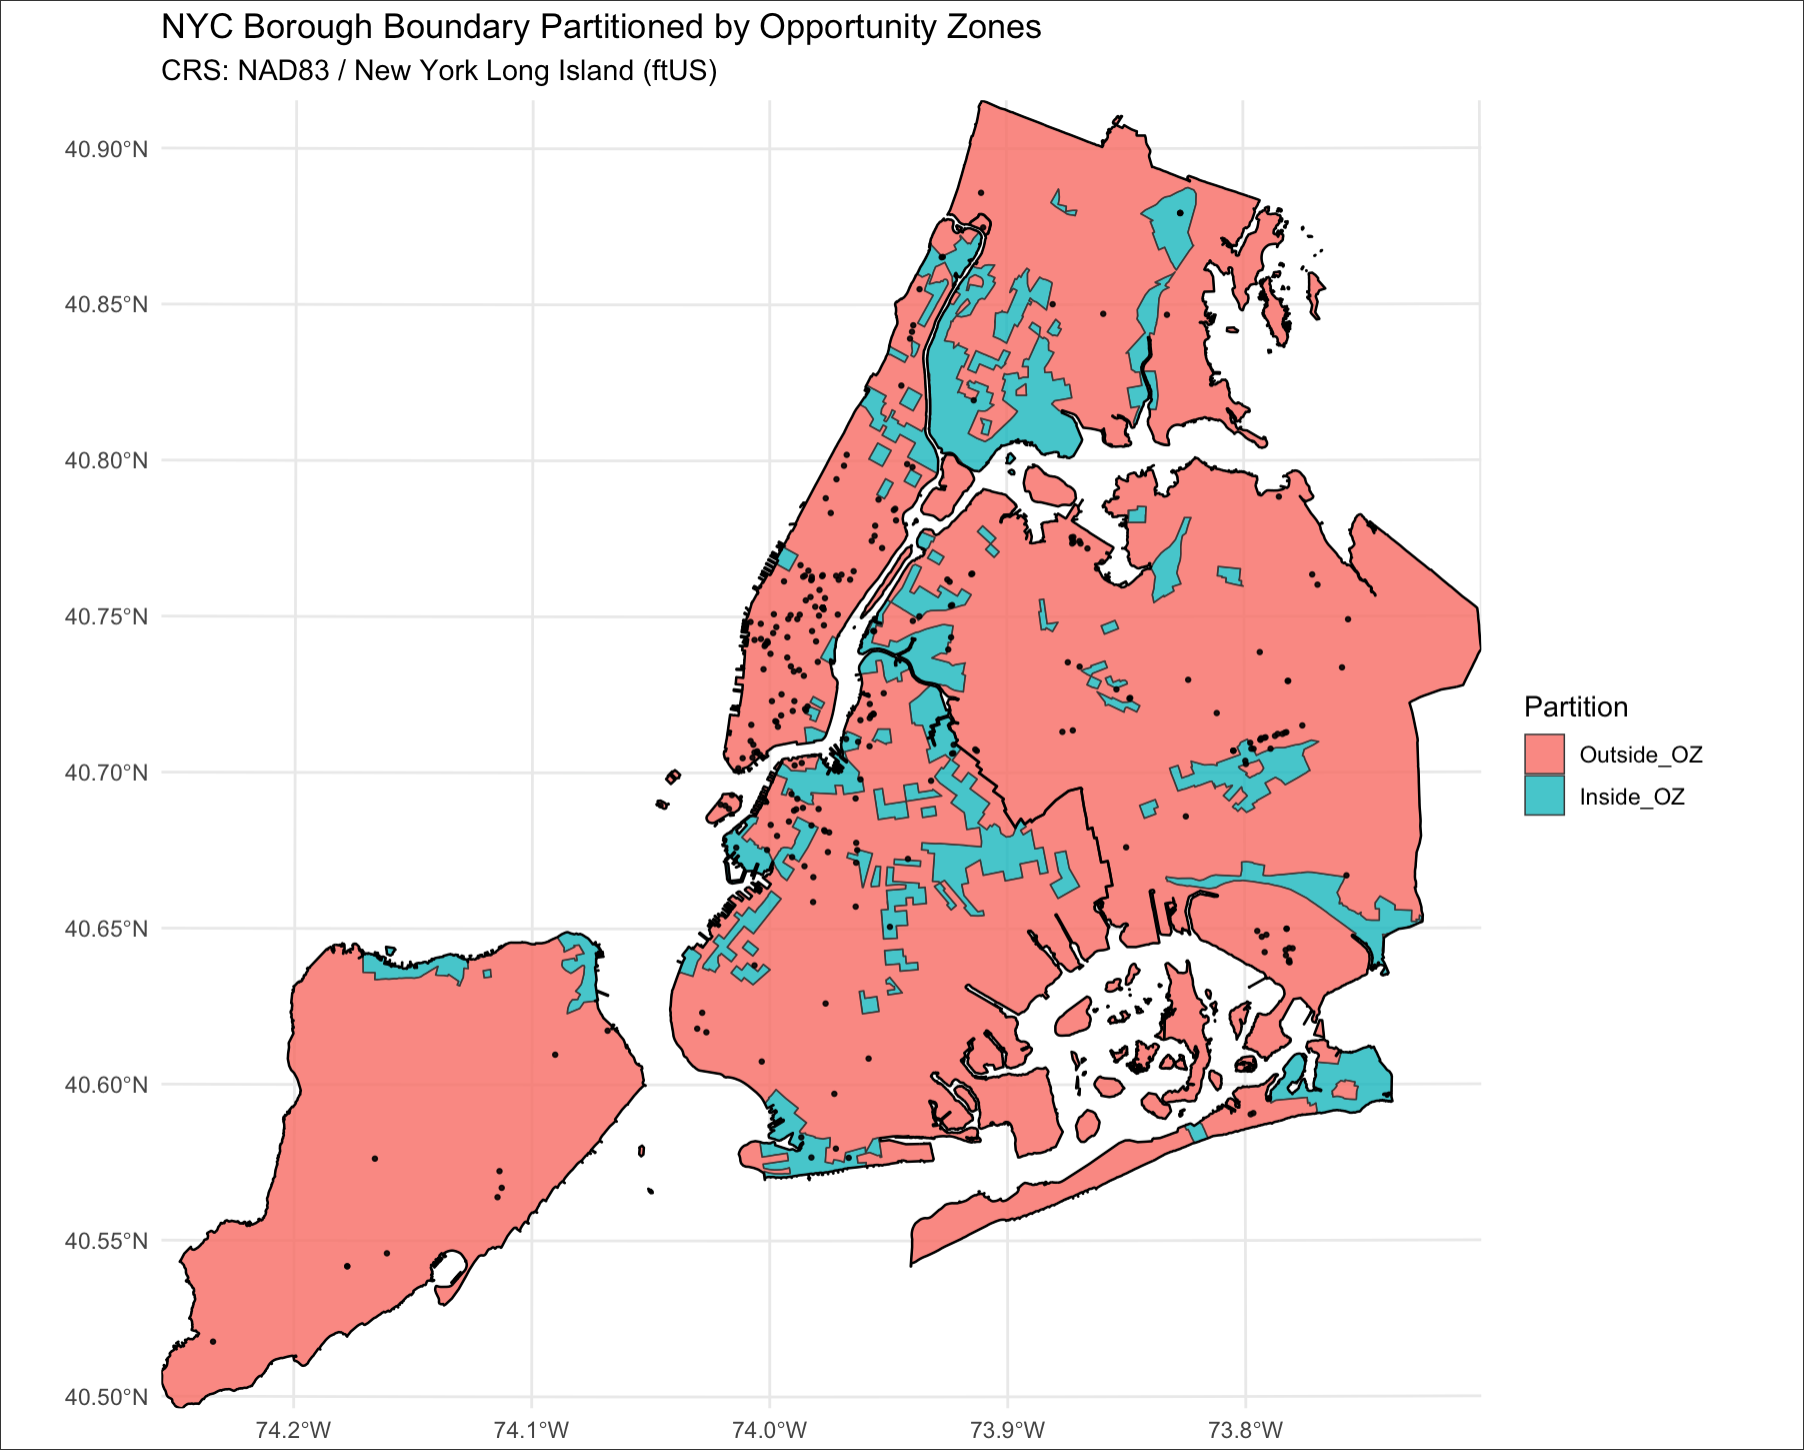 NYC Borough Boundary Partitioned by Opportunity Zones
CRS: NAD83 / New York Long Island (ftUS)
40.90°N
40.85°N
40.80°N
40.75°N
40.70°N
40.65°N
40.60°N
40.55°N
40.50°N
74.2°W
74.1°W
74.0°W
73.9°W
73.8°W
Partition
Outside_OZ
Inside_OZ